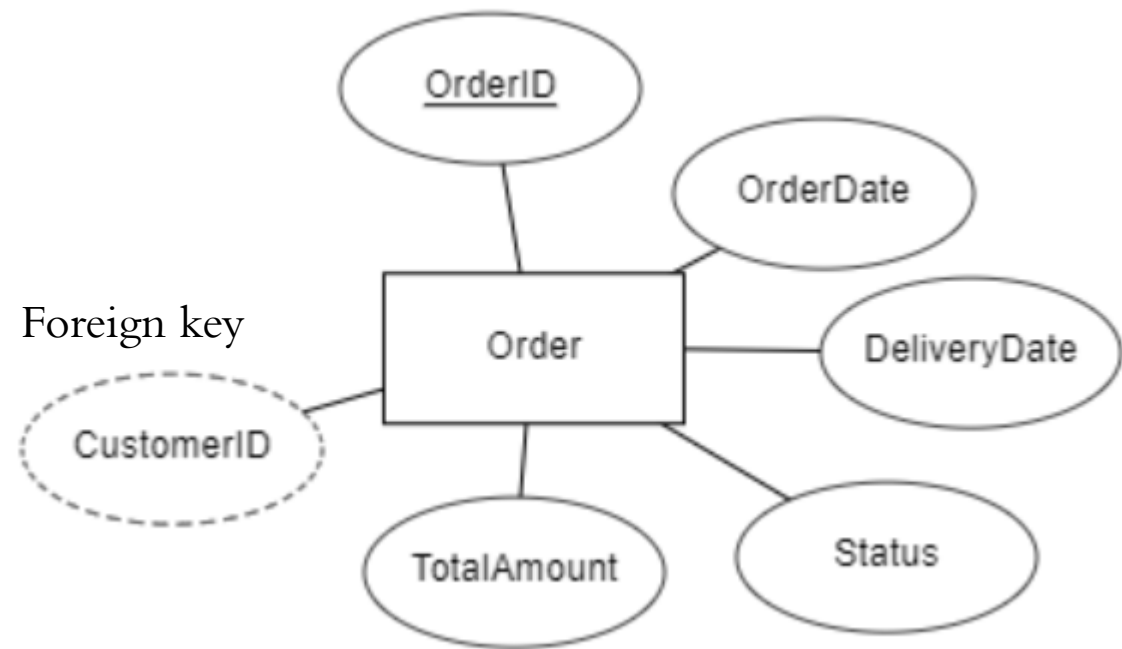 OrderID
OrderDate
Foreign key
Order
DeliveryDate
CustomerID
TotalAmount
Status